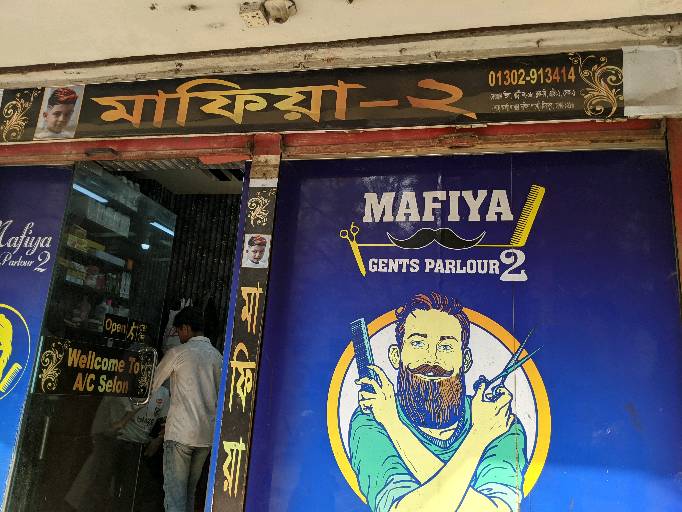 মাফিয়া-২
01302-913414
Mafiya
Parlour 2
Open
Wellcome To
A/C Selon
মাফিয়া
MAFIYA
GENTS PARLOUR 2